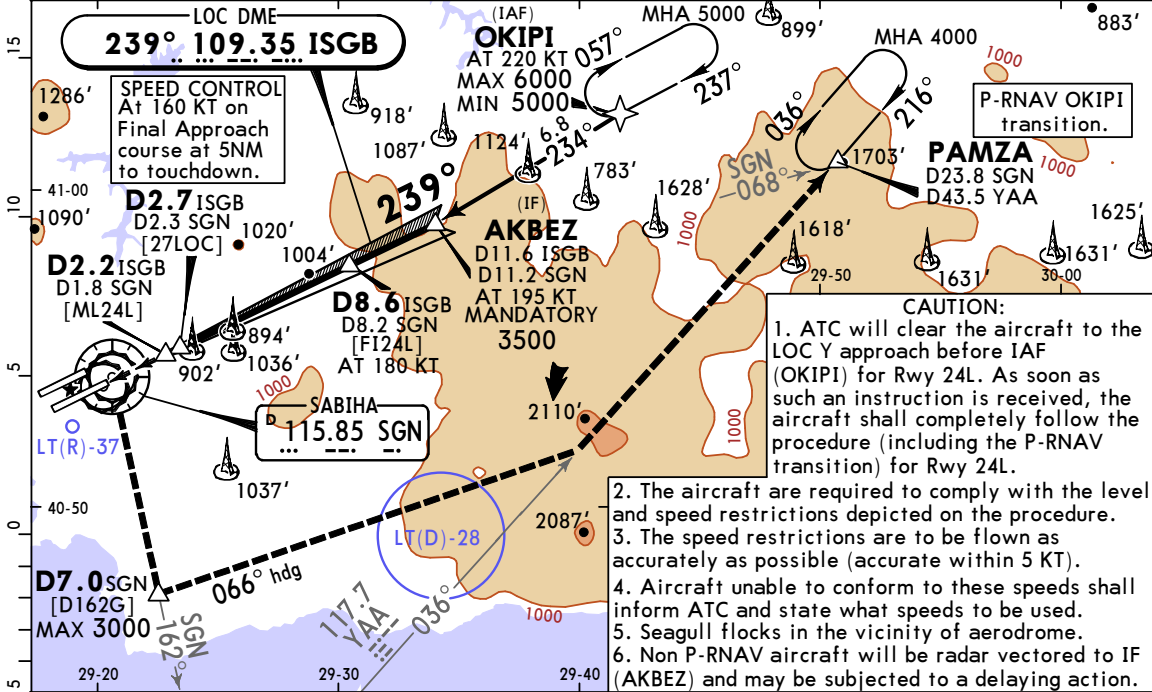 LOC DME
239° 109.35 ISGB
SPEED CONTROL
At 160 KT on
Final Approach
course at 5NM
to touchdown.
(IAF)
OKIPI
AT 220 KT
MAX 6000
MIN 5000
MHA 5000
057°
237°
899'
883'
MHA 4000
036°
216°
1000
P-RNAV OKIPI
transition.
1000
1286'
918'
1087'
1124'
6.8
234°
783'
SGN
068°
1703'
PAMZA
D23.8 SGN
D43.5 YAA
41-00
1090'
D2.7 ISGB
D2.3 SGN
[27LOC]
1020'
239°
(IF)
AKBEZ
D11.6 ISGB
D11.2 SGN
AT 195 KT
MANDATORY
3500
1628'
1000
1618'
1631'
1631'
1625'
29-50
30-00
D2.2 ISGB
D1.8 SGN
[ML24L]
1004'
D8.6 ISGB
D8.2 SGN
[FI24L]
AT 180 KT
894'
1036'
902'
1000
SABIHA
D 115.85 SGN
LT(R)-37
1037'
2110'
1000
CAUTION:
1. ATC will clear the aircraft to the
LOC Y approach before IAF
(OKIPI) for Rwy 24L. As soon as
such an instruction is received, the
aircraft shall completely follow the
procedure (including the P-RNAV
transition) for Rwy 24L.
2. The aircraft are required to comply with the level
and speed restrictions depicted on the procedure.
3. The speed restrictions are to be flown as
accurately as possible (accurate within 5 KT).
4. Aircraft unable to conform to these speeds shall
inform ATC and state what speeds to be used.
5. Seagull flocks in the vicinity of aerodrome.
6. Non P-RNAV aircraft will be radar vectored to IF
(AKBEZ) and may be subjected to a delaying action.
40-50
LT(D)-28
2087'
D7.0 SGN
[D162G]
MAX 3000
066° hdg
SGN
162°
117.7
YAA
036°
1000
15
10
5
0
5
29-20
29-30
29-40